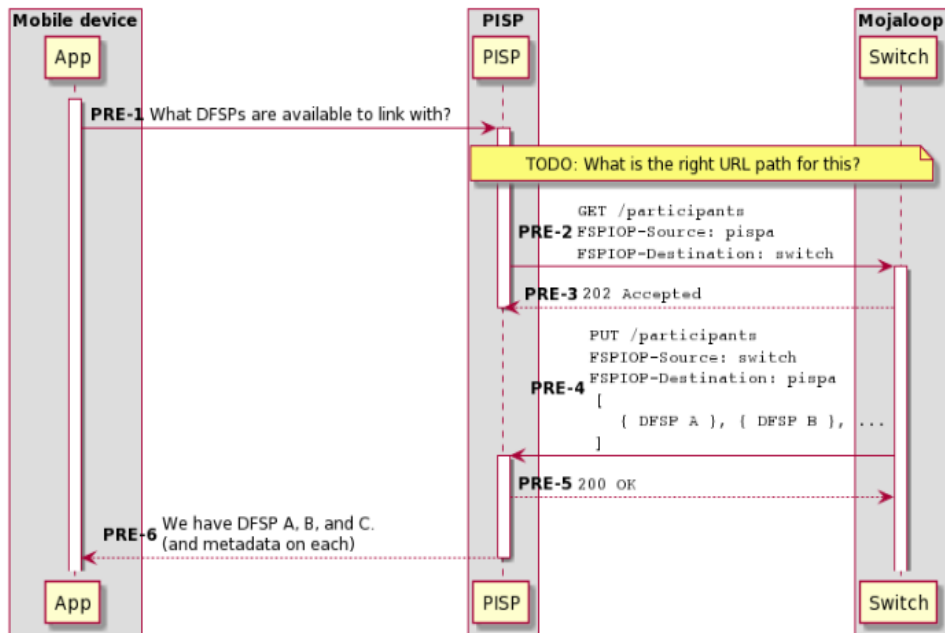 Mobile device
PISP
Mojaloop
App
PISP
Switch
PRE-1 What DFSPs are available to link with?
TODO: What is the right URL path for this?
GET /participants
PRE-2 FSPIOP-Source: pispa
FSPIOP-Destination: switch
PRE-3 202 Accepted
PUT /participants
FSPIOP-Source: switch
FSPIOP-Destination: pispa
PRE-4
[
{ DFSP A }, { DFSP B }, ...
]
PRE-5 200 OK
We have DFSP A, B, and C.
PRE-6
(and metadata on each)
App
PISP
Switch